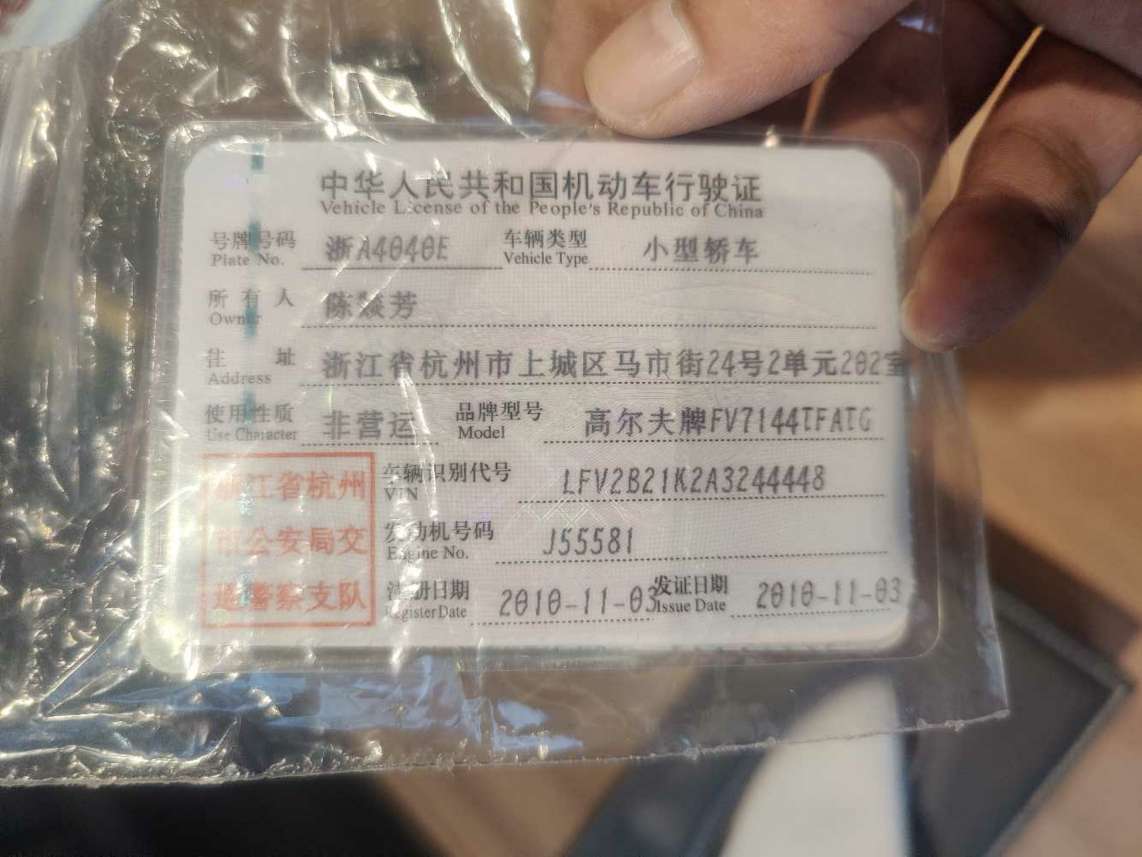 中华人民共和国机动车行驶证
Vehicle License of the People's Republic of China
号牌号码 浙A4040E 车辆类型 小型轿车
Plate No. Vehicle Type
所有人 陈燚芳
Owner
住址 浙江省杭州市上城区马市街24号2单元202室
Address
使用性质 非营运 品牌型号 高尔夫牌FV7144TFATG
Use Character Model
浙江省杭州
市公安局交
通警察支队
车辆识别代号 LFV2B21K2A3244448
VIN
发动机号码 J55581
Engine No.
注册日期 2010-11-03 发证日期 2010-11-03
Register Date Issue Date